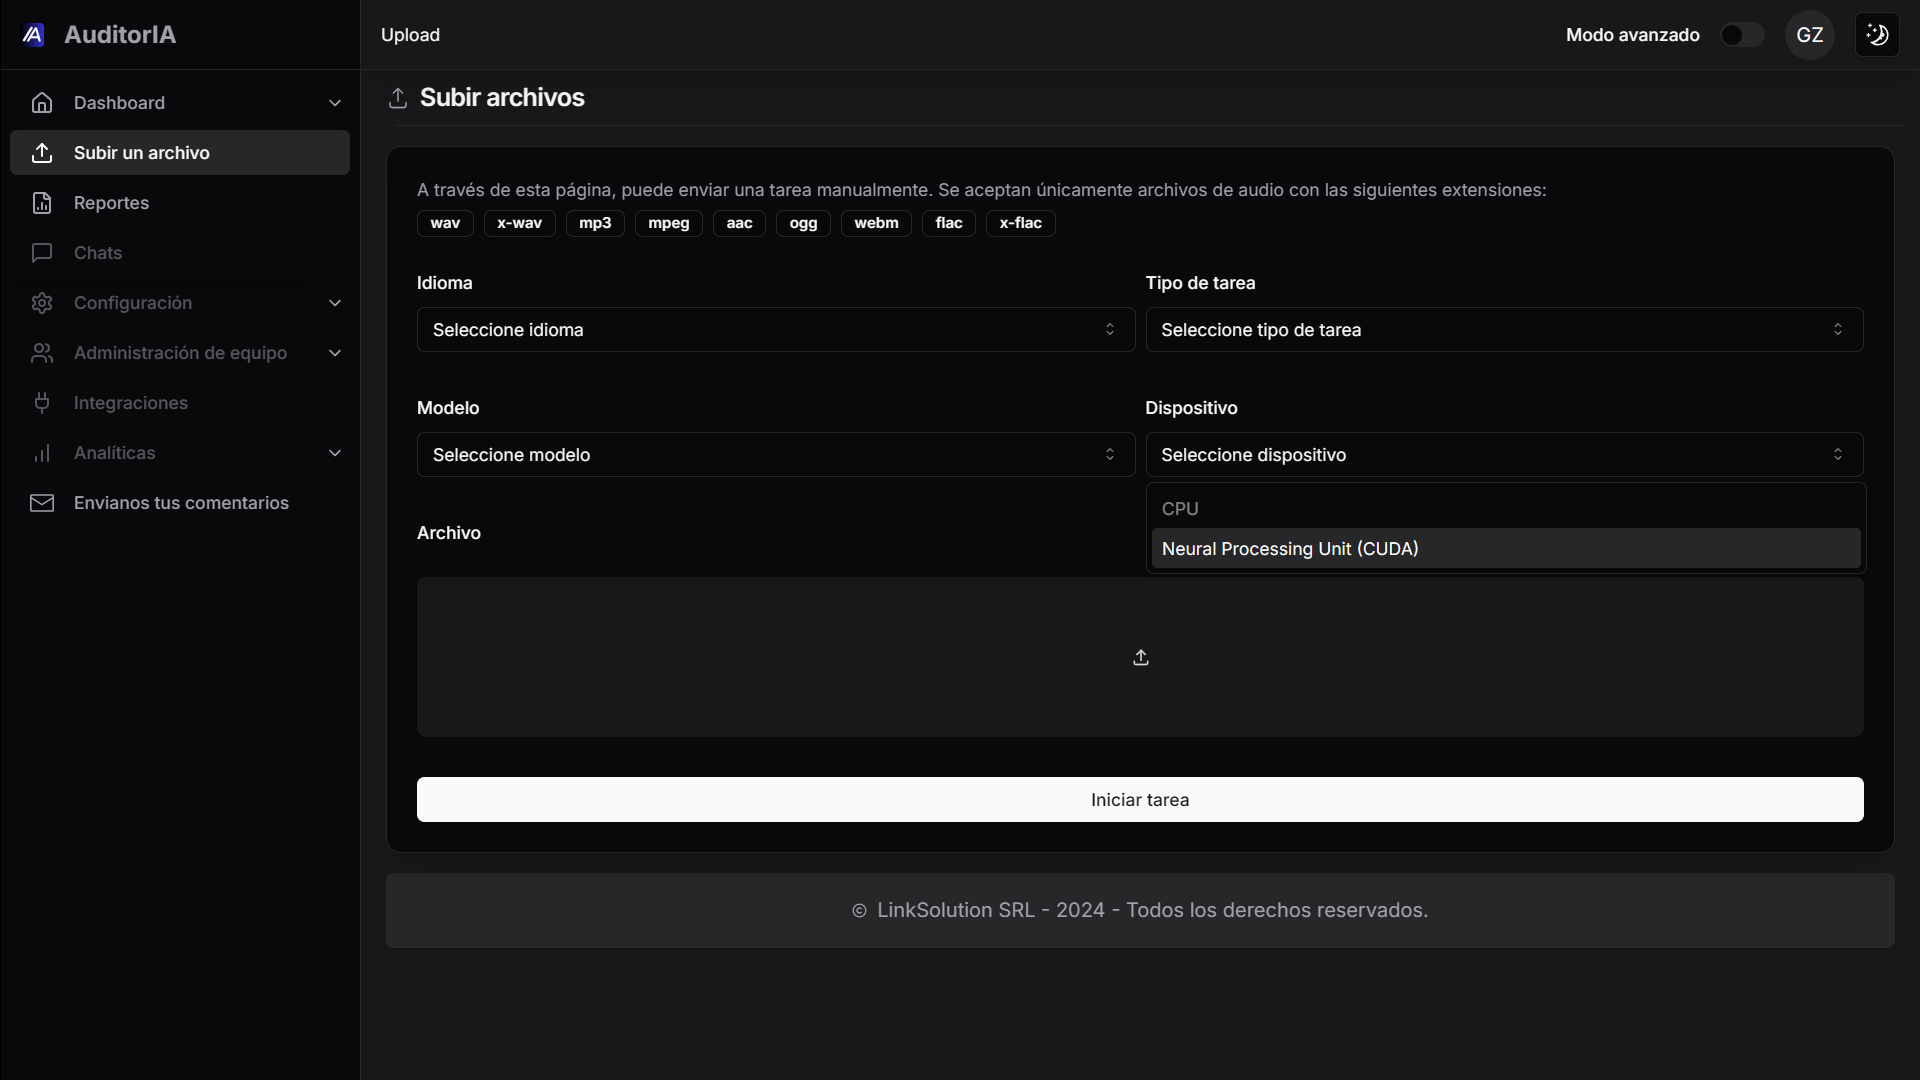 AuditorIA
Upload
Modo avanzado
GZ
Dashboard
Subir un archivo
Reportes
Chats
Configuración
Administración de equipo
Integraciones
Analíticas
Envianos tus comentarios
Subir archivos
A través de esta página, puede enviar una tarea manualmente. Se aceptan únicamente archivos de audio con las siguientes extensiones:
wav x-wav mp3 mpeg aac ogg webm flac x-flac
Idioma
Seleccione idioma
Tipo de tarea
Seleccione tipo de tarea
Modelo
Seleccione modelo
Dispositivo
Seleccione dispositivo
CPU
Neural Processing Unit (CUDA)
Archivo
Iniciar tarea
© LinkSolution SRL - 2024 - Todos los derechos reservados.